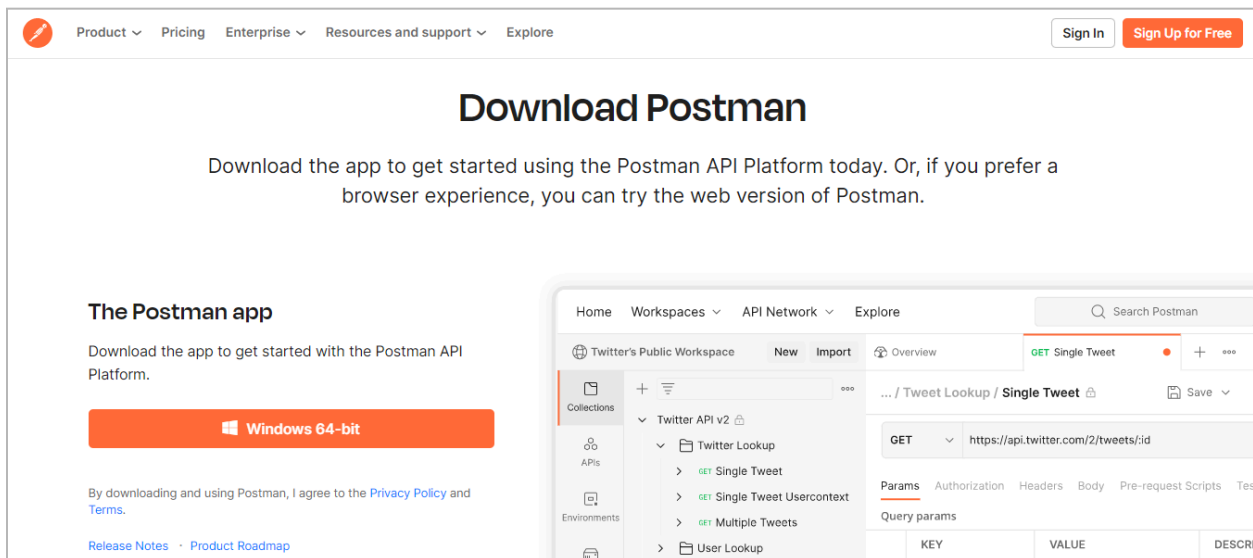 Product Pricing Enterprise Resources and support Explore Sign In Sign Up for Free
Download Postman
Download the app to get started using the Postman API Platform today. Or, if you prefer a
browser experience, you can try the web version of Postman.
The Postman app
Download the app to get started with the Postman API
Platform.
Windows 64-bit
By downloading and using Postman, I agree to the Privacy Policy and
Terms.
Release Notes · Product Roadmap
Home Workspaces API Network Explore Search Postman
Twitter's Public Workspace New Import Overview GET Single Tweet
Collections
APIs
Environments
Twitter API v2
Twitter Lookup
GET Single Tweet
GET Single Tweet Usercontext
GET Multiple Tweets
User Lookup
... / Tweet Lookup / Single Tweet Save
GET https://api.twitter.com/2/tweets/:id
Params Authorization Headers Body Pre-request Scripts Tes
Query params
KEY VALUE DESCRI